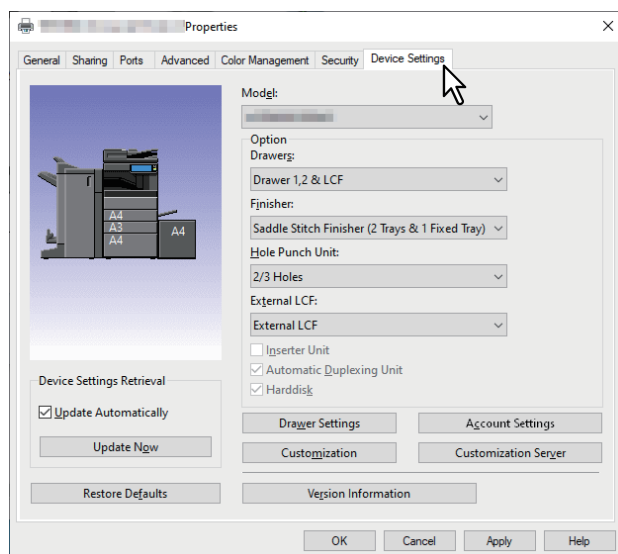 Properties
General Sharing Ports Advanced Color Management Security Device Settings
Model:
Option
Drawers:
Drawer 1,2 & LCF
Finisher:
Saddle Stitch Finisher (2 Trays & 1 Fixed Tray)
Hole Punch Unit:
2/3 Holes
External LCF:
External LCF
Inserter Unit
Automatic Duplexing Unit
Harddisk
A4
A3
A4
A4
Device Settings Retrieval
Update Automatically
Update Now
Drawer Settings Account Settings
Customization Customization Server
Restore Defaults Version Information
OK Cancel Apply Help